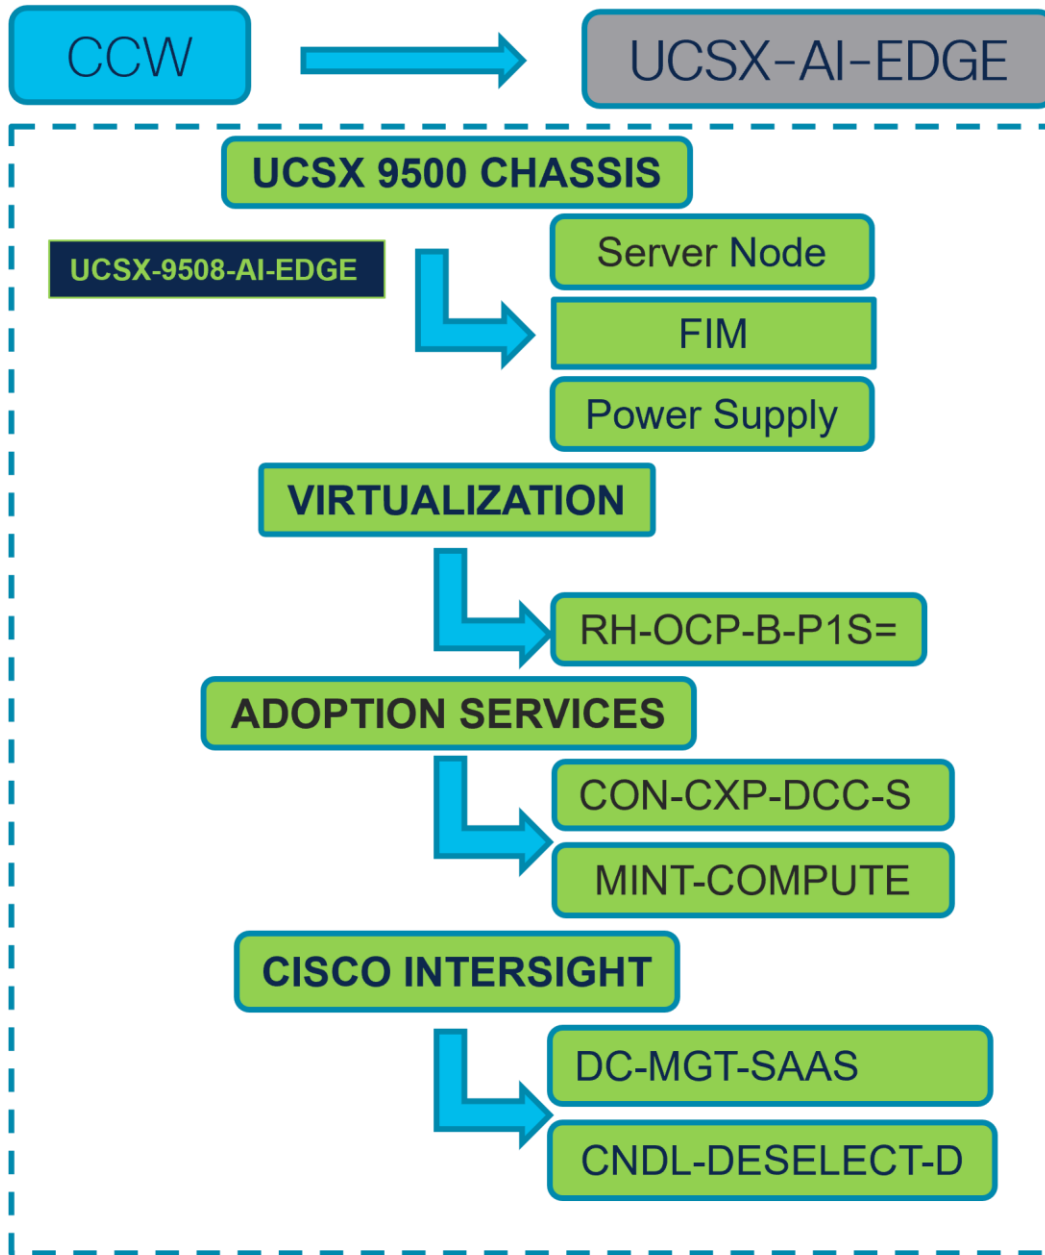 CCW
UCSX-AI-EDGE
UCSX 9500 CHASSIS
UCSX-9508-AI-EDGE
Server Node
FIM
Power Supply
VIRTUALIZATION
RH-OCP-B-P1S=
ADOPTION SERVICES
CON-CXP-DCC-S
MINT-COMPUTE
CISCO INTERSIGHT
DC-MGT-SAAS
CNDL-DESELECT-D